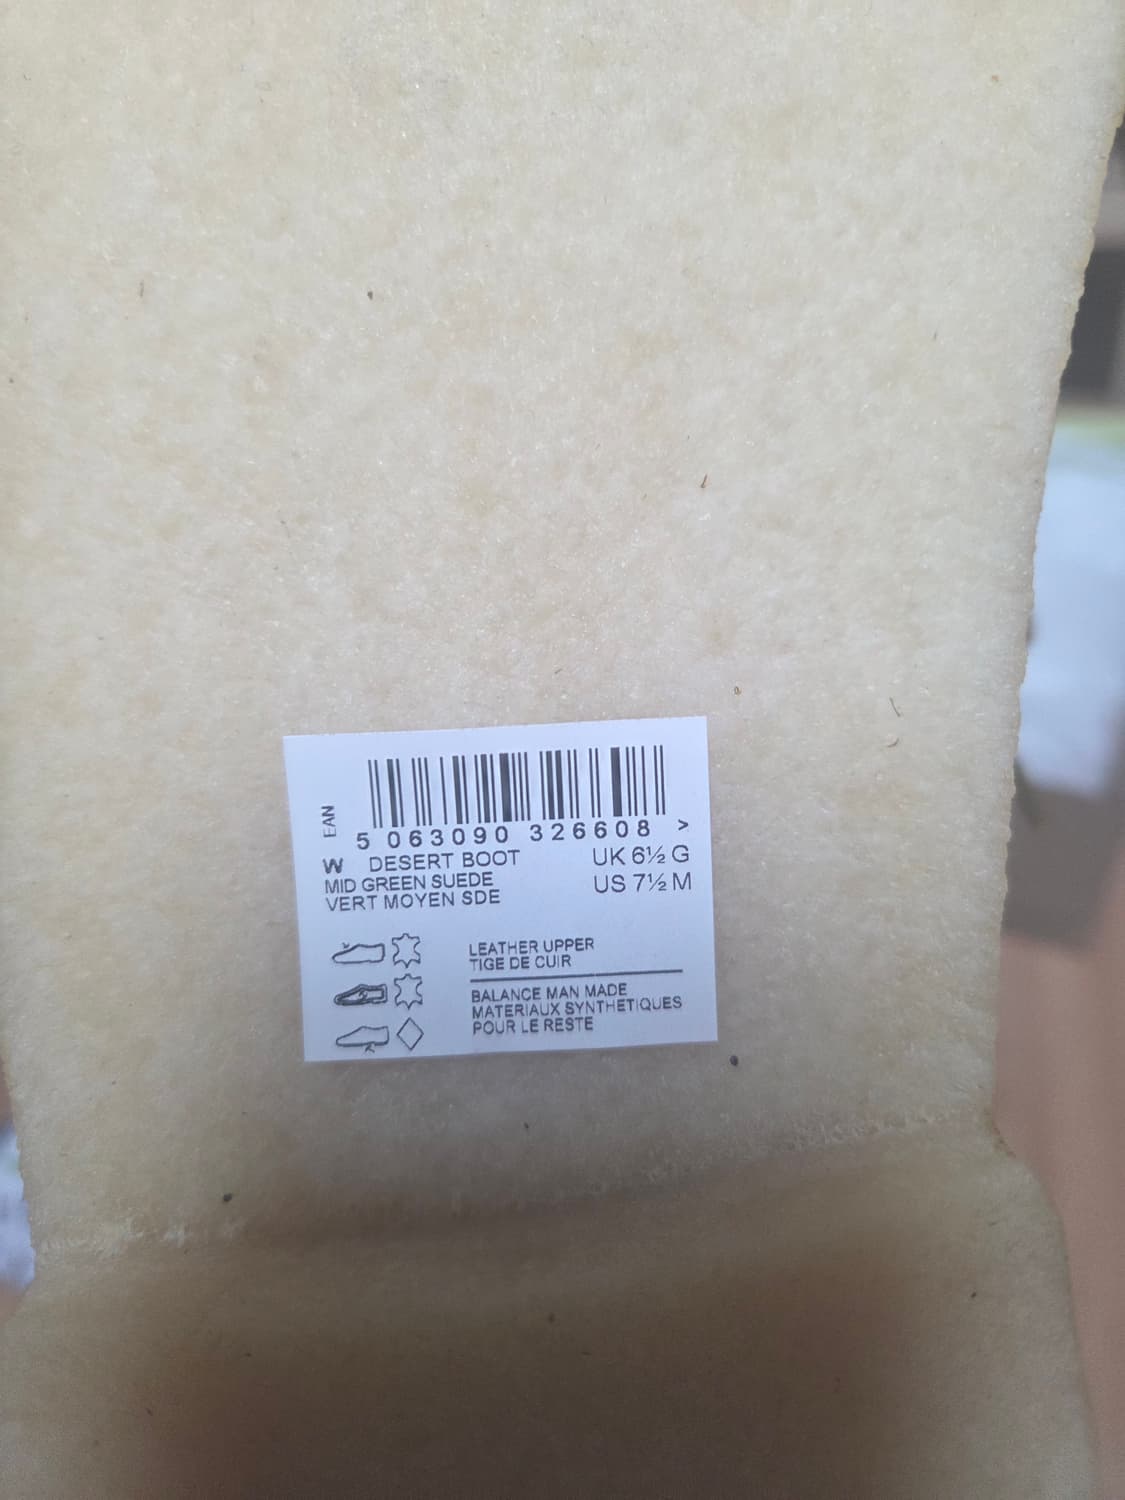 EAN
5 063090 326608 >
W DESERT BOOT UK 6½ G
MID GREEN SUEDE US 7½ M
VERT MOYEN SDE
LEATHER UPPER
TIGE DE CUIR
BALANCE MAN MADE
MATERIAUX SYNTHETIQUES
POUR LE RESTE